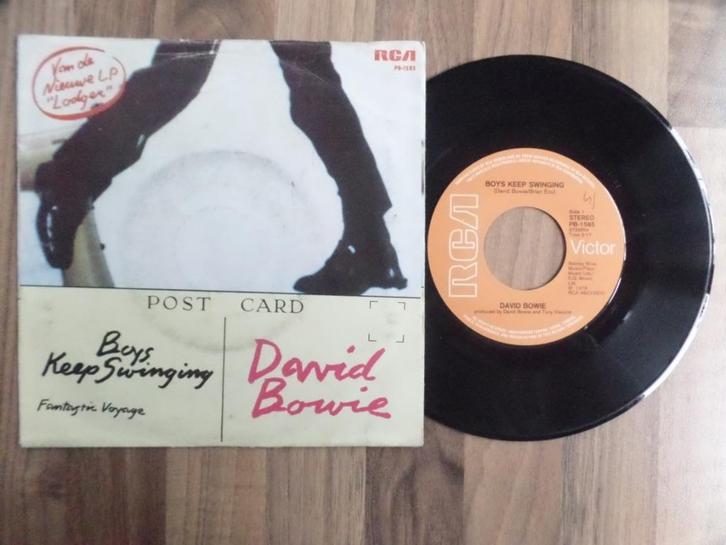 Van de
Nieuwe LP
"Lodger"
RCA
PB-1585
POST CARD
Boys
Keep Swinging
Fantastic Voyage
David
Bowie
BOYS KEEP SWINGING
(David Bowie/Brian Eno)
RCA
Side 1
STEREO
PB-1585
Victor
DAVID BOWIE
produced by David Bowie and Tony Visconti